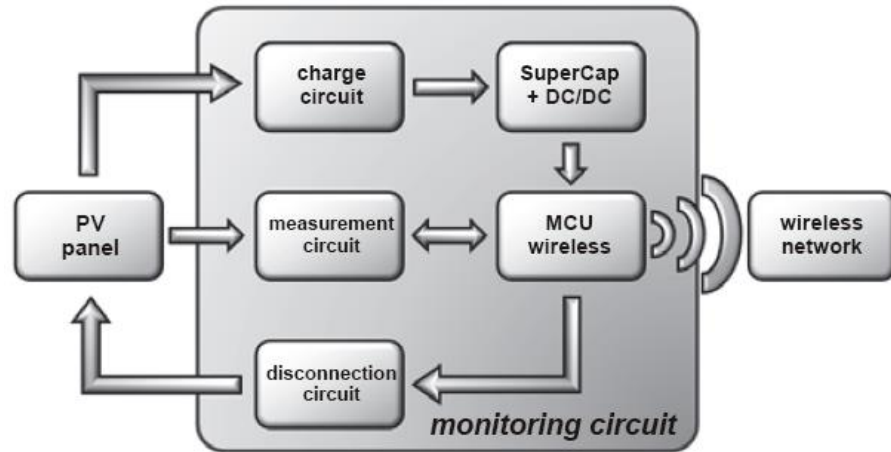 charge
circuit
SuperCap
+ DC/DC
PV
panel
measurement
circuit
MCU
wireless
wireless
network
disconnection
circuit
monitoring circuit